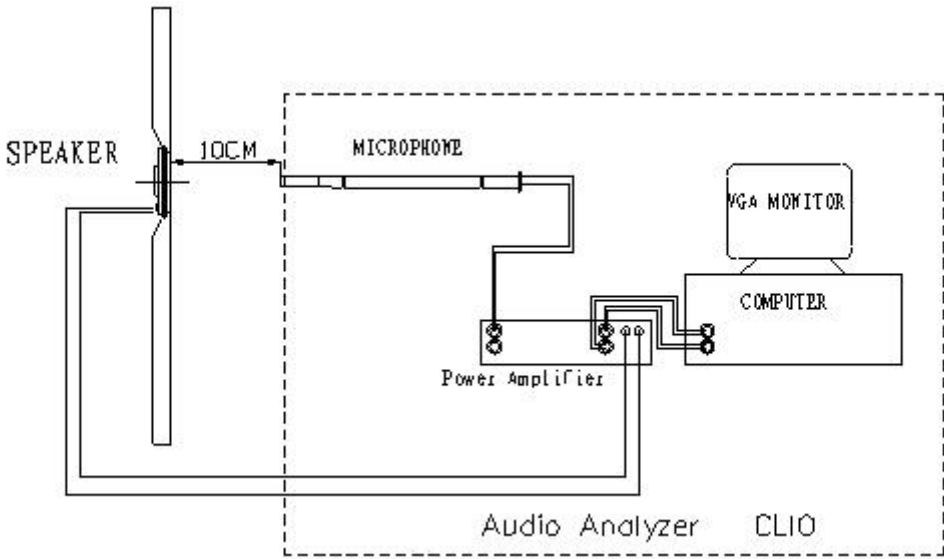 SPEAKER
10CM
MICROPHONE
VGA MONITOR
COMPUTER
Power Amplifier
Audio Analyzer CLIO